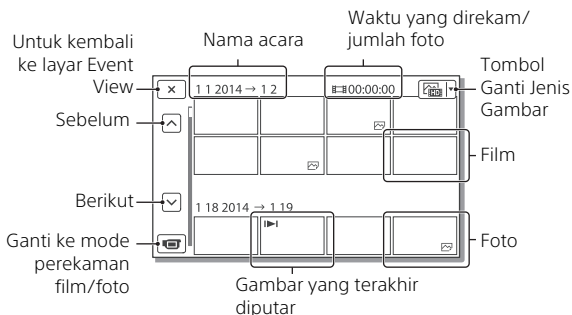 Waktu yang direkam/
jumlah foto
Nama acara
Untuk kembali
ke layar Event
View
Tombol
Ganti Jenis
Gambar
1 1 2014 → 1 2
00:00:00
Sebelum
Film
Berikut
1 18 2014 → 1 19
Ganti ke mode
perekaman
film/foto
Foto
Gambar yang terakhir
diputar